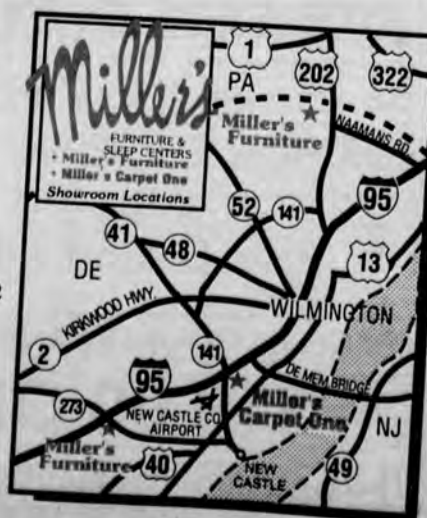 Miller's
FURNITURE &
SLEEP CENTERS
• Miller's Furniture
• Miller's Carpet One
Showroom Locations
1
PA
202
322
Miller's
Furniture
NAAMANS RD.
52
141
95
41
48
13
DE
KIRKWOOD HWY.
WILMINGTON
2
141
95
DE MEM BRIDGE
273
NEW CASTLE CO.
AIRPORT
Miller's
Carpet One
NJ
Miller's
Furniture
40
NEW
CASTLE
49